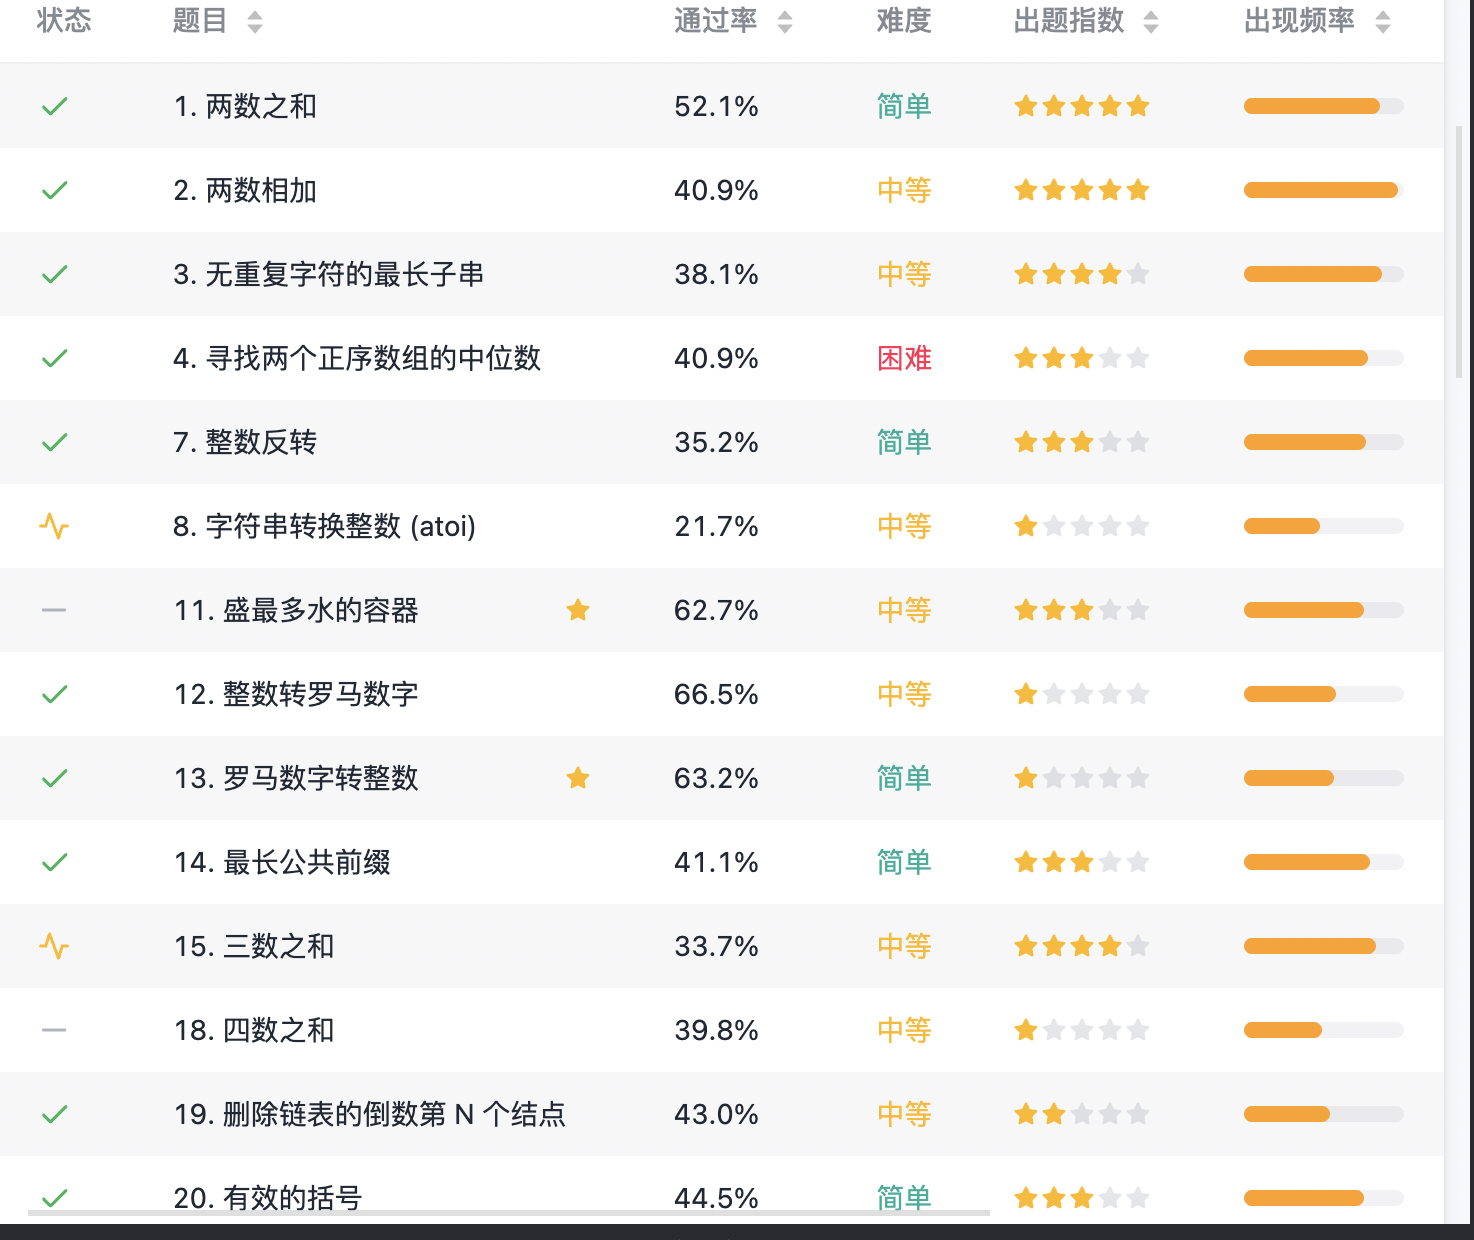 状态 题目 通过率 难度 出题指数 出现频率
1. 两数之和 52.1% 简单
2. 两数相加 40.9% 中等
3. 无重复字符的最长子串 38.1% 中等
4. 寻找两个正序数组的中位数 40.9% 困难
7. 整数反转 35.2% 简单
8. 字符串转换整数 (atoi) 21.7% 中等
11. 盛最多水的容器 62.7% 中等
12. 整数转罗马数字 66.5% 中等
13. 罗马数字转整数 63.2% 简单
14. 最长公共前缀 41.1% 简单
15. 三数之和 33.7% 中等
18. 四数之和 39.8% 中等
19. 删除链表的倒数第 N 个结点 43.0% 中等
20. 有效的括号 44.5% 简单